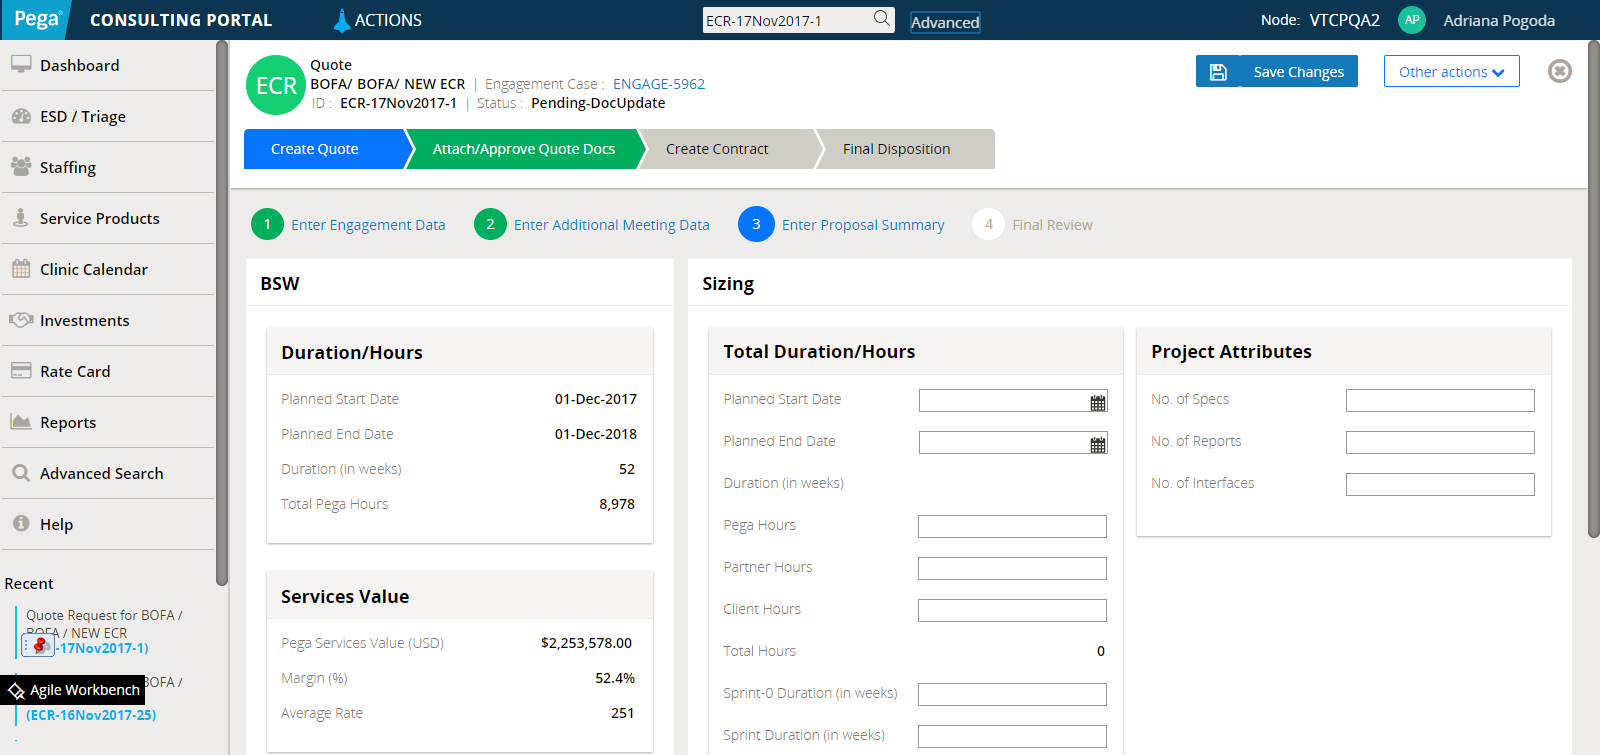 Pega CONSULTING PORTAL ACTIONS ECR-17Nov2017-1 Advanced Node: VTCPQA2 AP Adriana Pogoda
Dashboard
ESD / Triage
Staffing
Service Products
Clinic Calendar
Investments
Rate Card
Reports
Advanced Search
Help
Recent
Quote Request for BOFA /
BOFA / NEW ECR
-17Nov2017-1)
BOFA /
Agile Workbench
(ECR-16Nov2017-25)
ECR
Quote
BOFA/ BOFA/ NEW ECR | Engagement Case : ENGAGE-5962
ID : ECR-17Nov2017-1 | Status : Pending-DocUpdate
Save Changes
Other actions
Create Quote Attach/Approve Quote Docs Create Contract Final Disposition
1 Enter Engagement Data 2 Enter Additional Meeting Data 3 Enter Proposal Summary 4 Final Review
BSW
Duration/Hours
Planned Start Date 01-Dec-2017
Planned End Date 01-Dec-2018
Duration (in weeks) 52
Total Pega Hours 8,978
Services Value
Pega Services Value (USD) $2,253,578.00
Margin (%) 52.4%
Average Rate 251
Sizing
Total Duration/Hours
Planned Start Date
Planned End Date
Duration (in weeks)
Pega Hours
Partner Hours
Client Hours
Total Hours 0
Sprint-0 Duration (in weeks)
Sprint Duration (in weeks)
Project Attributes
No. of Specs
No. of Reports
No. of Interfaces